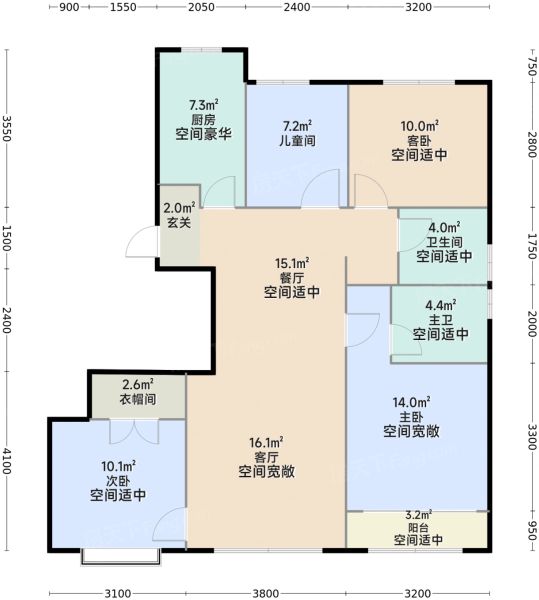 900 1550 2050 2400 3200
750
3550
2800
7.3㎡
厨房
空间豪华
7.2㎡
儿童间
10.0㎡
客卧
空间适中
2.0㎡
玄关
1500
1750
4.0㎡
卫生间
空间适中
15.1㎡
餐厅
空间适中
2400
2000
4.4㎡
主卫
空间适中
2.6㎡
衣帽间
14.0㎡
主卧
空间宽敞
3300
4100
16.1㎡
客厅
空间宽敞
10.1㎡
次卧
空间适中
3.2㎡
阳台
空间适中
950
3100 3800 3200